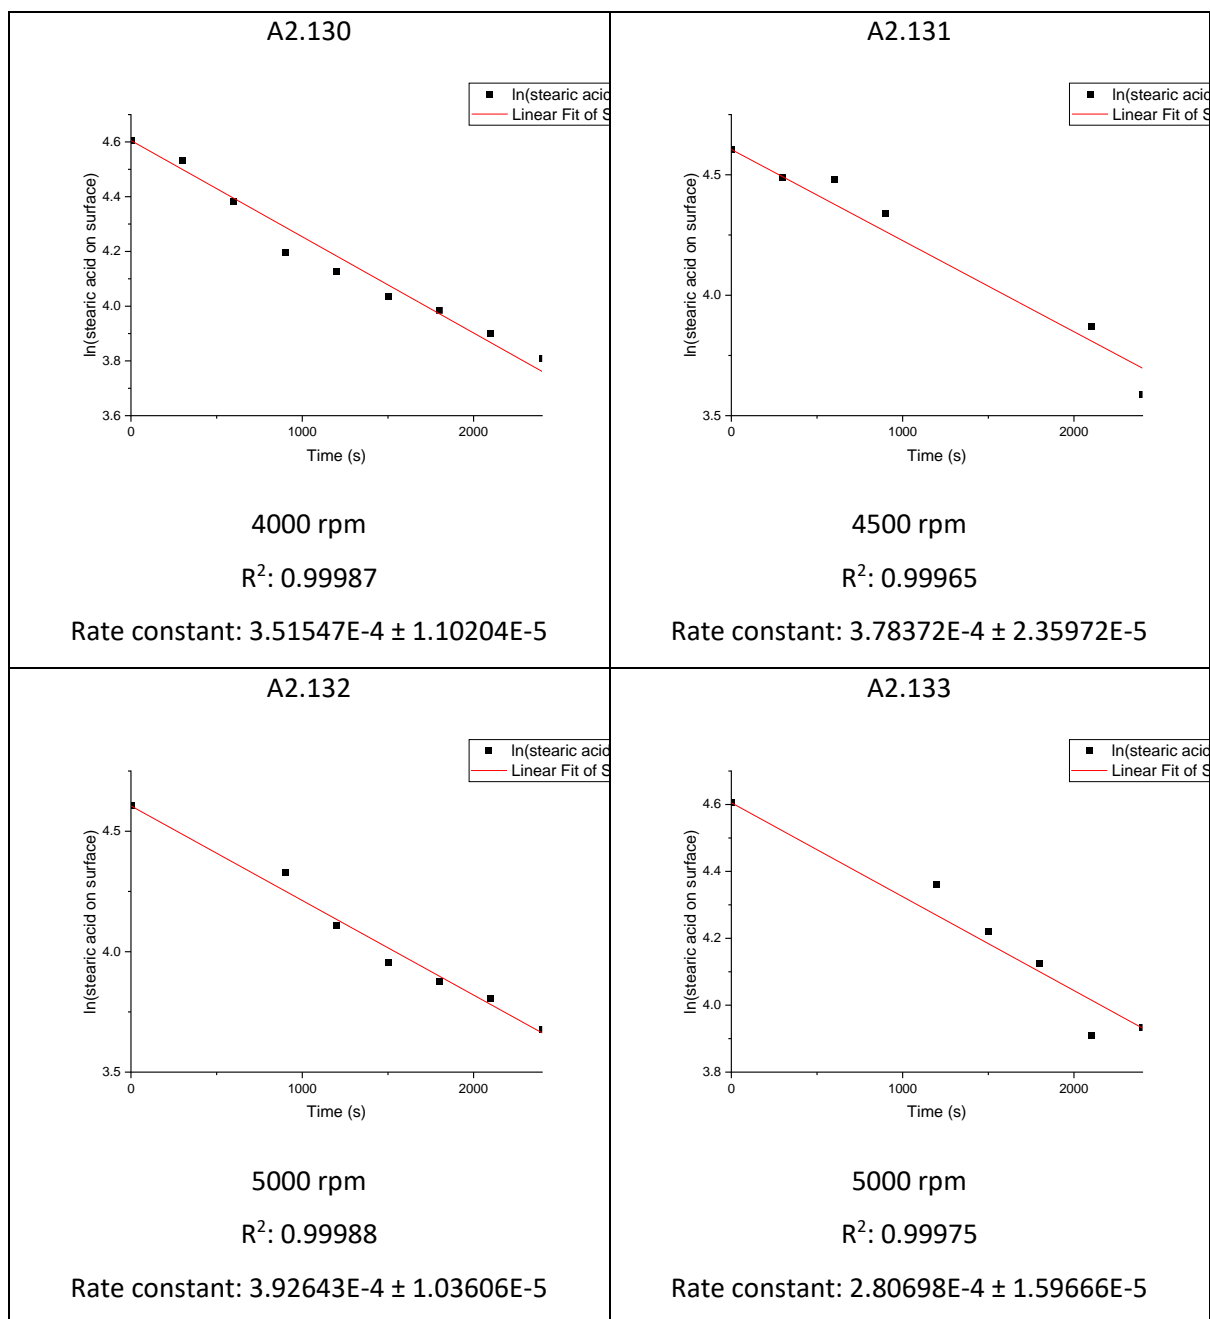 A2.130
ln(stearic acid
Linear Fit of S
4.6
4.4
4.2
4.0
3.8
3.6
ln(stearic acid on surface)
0
1000
2000
Time (s)
4000 rpm
R²: 0.99987
Rate constant: 3.51547E-4 ± 1.10204E-5
A2.131
ln(stearic acid
Linear Fit of S
4.5
4.0
3.5
ln(stearic acid on surface)
0
1000
2000
Time (s)
4500 rpm
R²: 0.99965
Rate constant: 3.78372E-4 ± 2.35972E-5
A2.132
ln(stearic acid
Linear Fit of S
4.5
4.0
3.5
ln(stearic acid on surface)
0
1000
2000
Time (s)
5000 rpm
R²: 0.99988
Rate constant: 3.92643E-4 ± 1.03606E-5
A2.133
ln(stearic acid
Linear Fit of S
4.6
4.4
4.2
4.0
3.8
ln(stearic acid on surface)
0
1000
2000
Time (s)
5000 rpm
R²: 0.99975
Rate constant: 2.80698E-4 ± 1.59666E-5